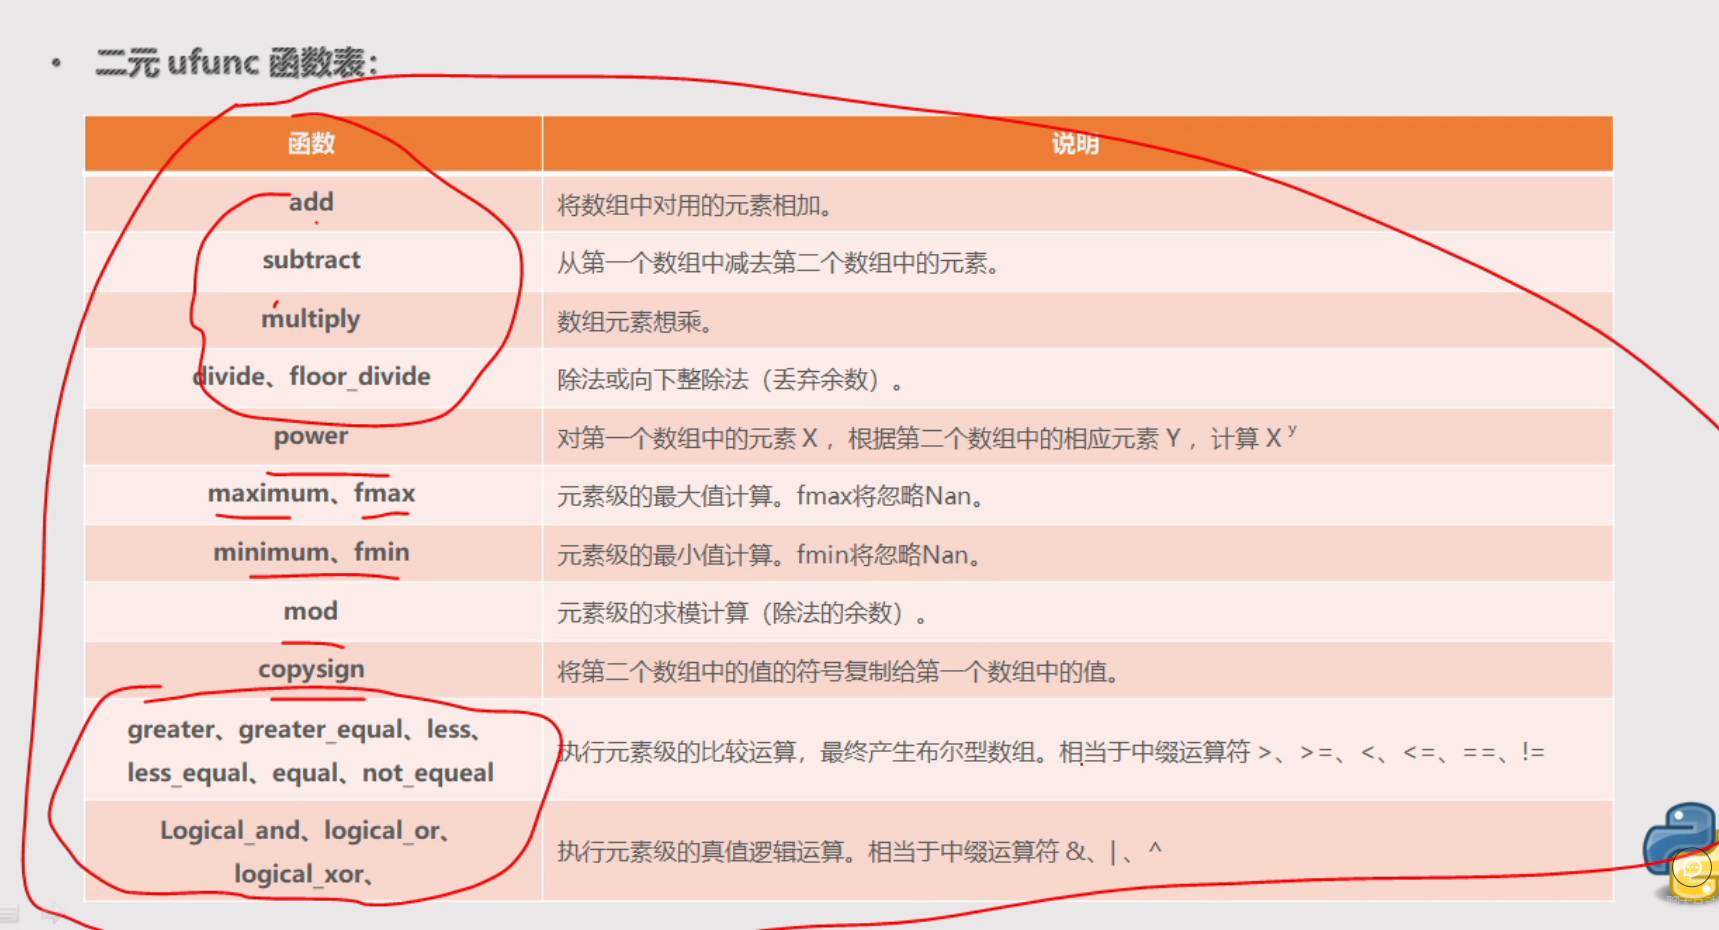 • 二元 ufunc 函数表：
函数 说明
add 将数组中对用的元素相加。
subtract 从第一个数组中减去第二个数组中的元素。
multiply 数组元素想乘。
divide、floor_divide 除法或向下整除法（丢弃余数）。
power 对第一个数组中的元素 X ，根据第二个数组中的相应元素 Y ，计算 X ʸ
maximum、fmax 元素级的最大值计算。fmax将忽略Nan。
minimum、fmin 元素级的最小值计算。fmin将忽略Nan。
mod 元素级的求模计算（除法的余数）。
copysign 将第二个数组中的值的符号复制给第一个数组中的值。
greater、greater_equal、less、
less_equal、equal、not_equeal
执行元素级的比较运算，最终产生布尔型数组。相当于中缀运算符 >、>=、<、<=、==、!=
Logical_and、logical_or、
logical_xor、
执行元素级的真值逻辑运算。相当于中缀运算符 &、| 、^